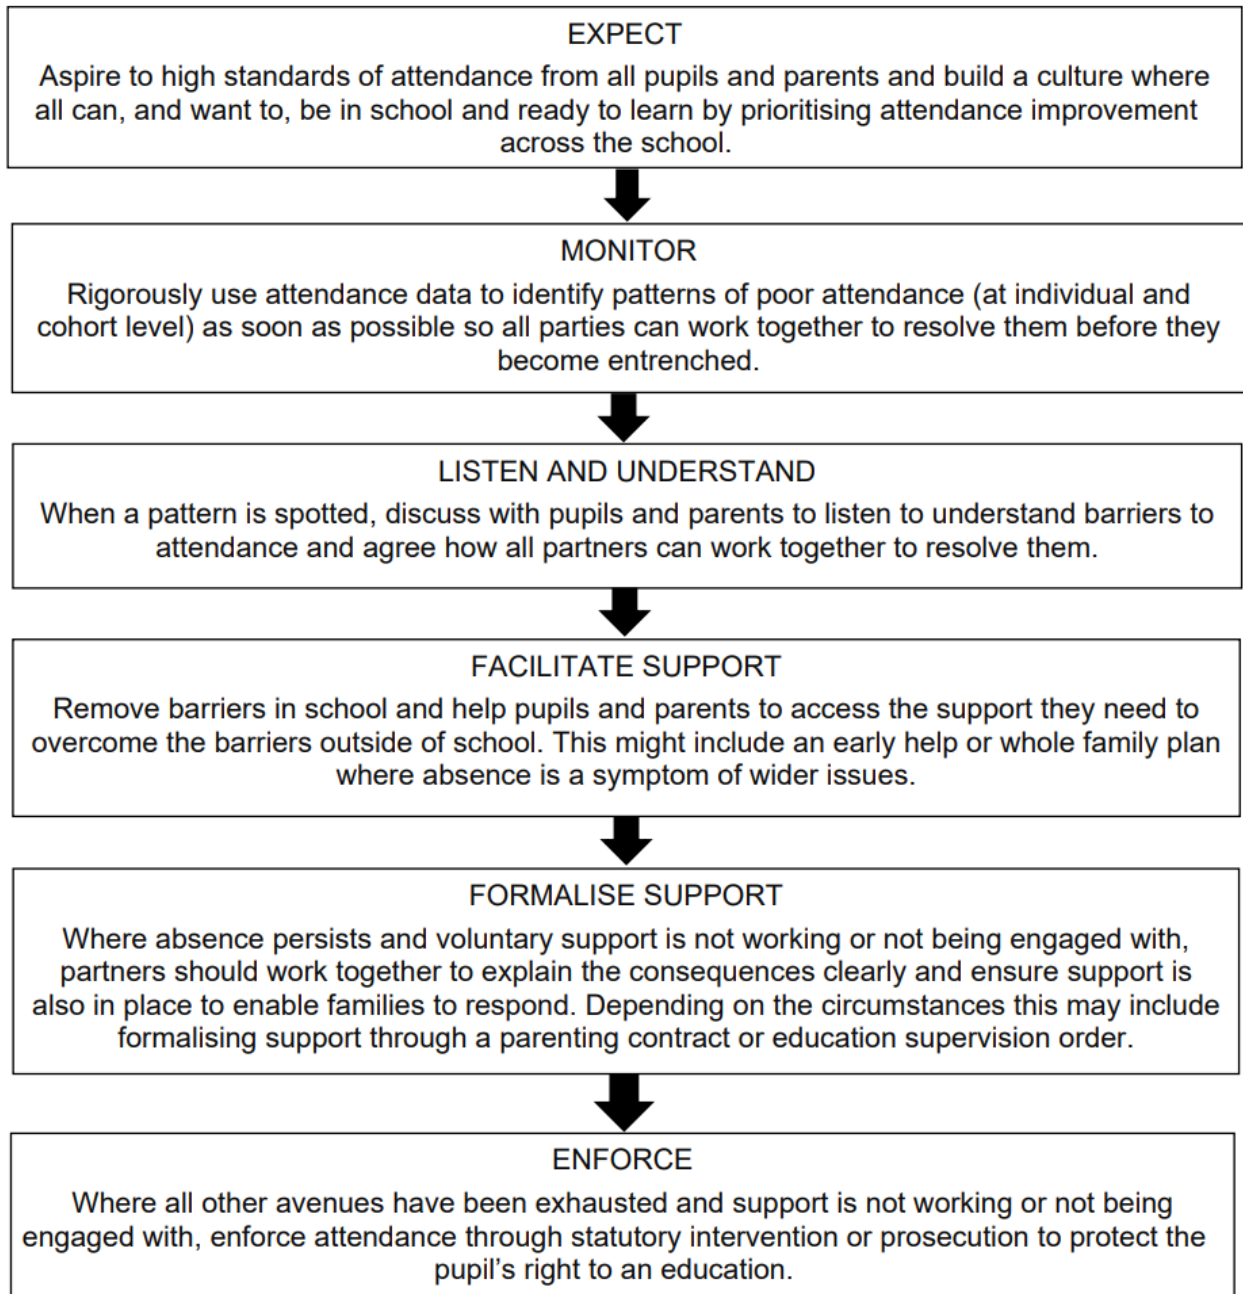 EXPECT
Aspire to high standards of attendance from all pupils and parents and build a culture where
all can, and want to, be in school and ready to learn by prioritising attendance improvement
across the school.
MONITOR
Rigorously use attendance data to identify patterns of poor attendance (at individual and
cohort level) as soon as possible so all parties can work together to resolve them before they
become entrenched.
LISTEN AND UNDERSTAND
When a pattern is spotted, discuss with pupils and parents to listen to understand barriers to
attendance and agree how all partners can work together to resolve them.
FACILITATE SUPPORT
Remove barriers in school and help pupils and parents to access the support they need to
overcome the barriers outside of school. This might include an early help or whole family plan
where absence is a symptom of wider issues.
FORMALISE SUPPORT
Where absence persists and voluntary support is not working or not being engaged with,
partners should work together to explain the consequences clearly and ensure support is
also in place to enable families to respond. Depending on the circumstances this may include
formalising support through a parenting contract or education supervision order.
ENFORCE
Where all other avenues have been exhausted and support is not working or not being
engaged with, enforce attendance through statutory intervention or prosecution to protect the
pupil's right to an education.